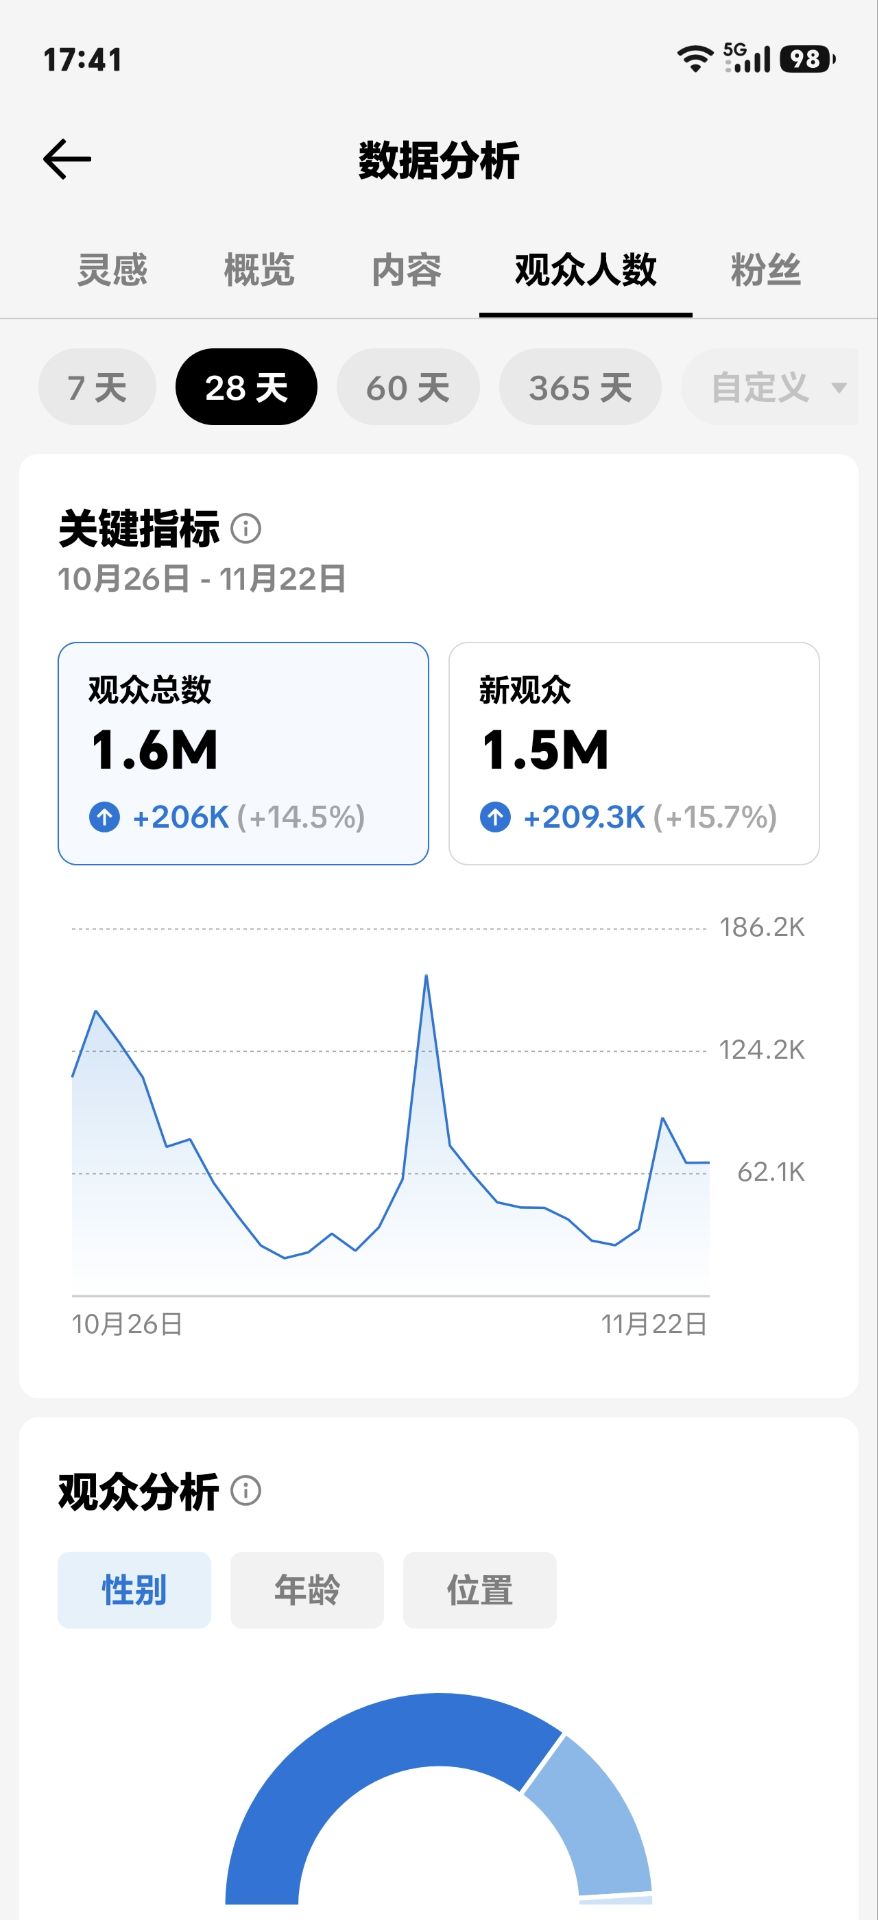 17:41
5G 98
数据分析
灵感 概览 内容 观众人数 粉丝
7 天 28 天 60 天 365 天 自定义
关键指标
10月26日 - 11月22日
观众总数 新观众
1.6M 1.5M
+206K (+14.5%) +209.3K (+15.7%)
186.2K
124.2K
62.1K
10月26日 11月22日
观众分析
性别 年龄 位置